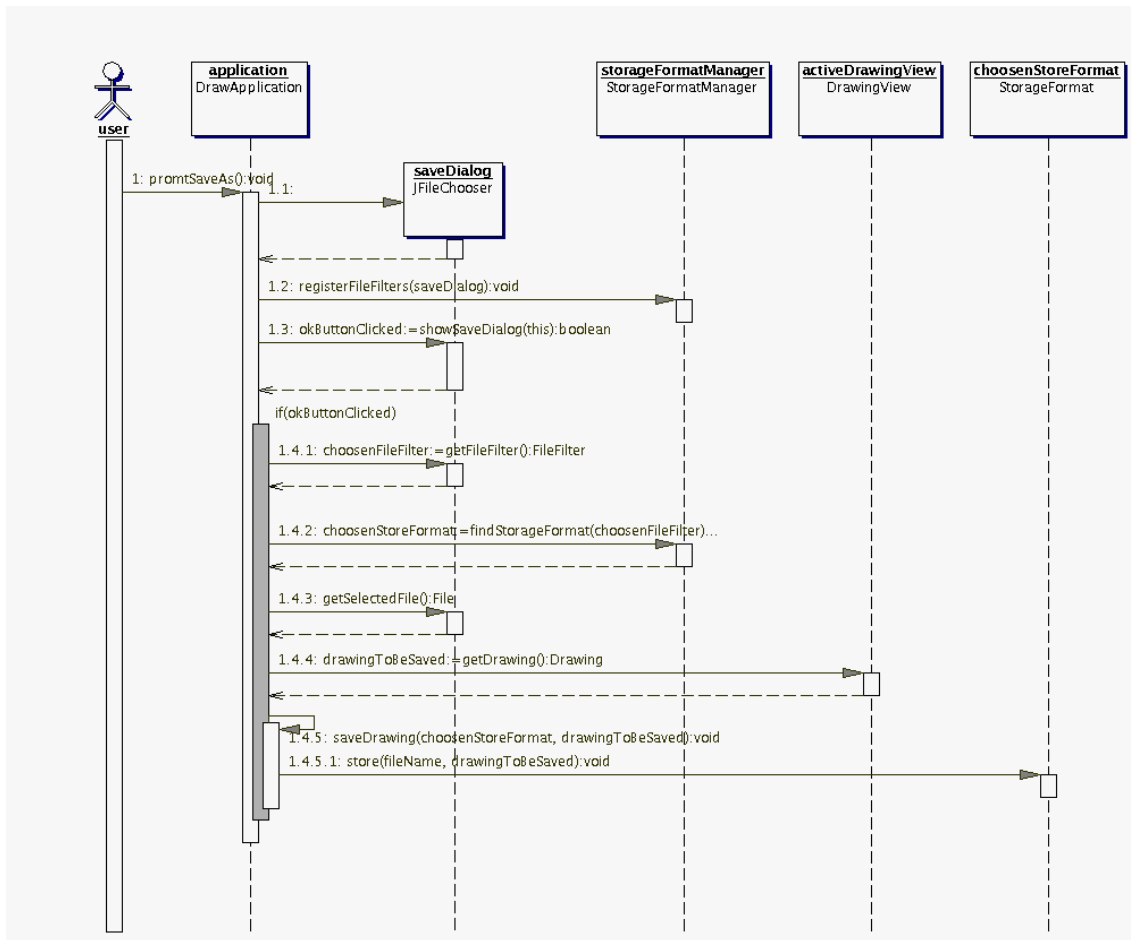 application
DrawApplication
storageFormatManager
StorageFormatManager
activeDrawingView
DrawingView
choosenStoreFormat
StorageFormat
user
saveDialog
JFileChooser
1: promtSaveAs():void
1.1:
1.2: registerFileFilters(saveDialog):void
1.3: okButtonClicked:=showSaveDialog(this):boolean
if(okButtonClicked)
1.4.1: choosenFileFilter:=getFileFilter():FileFilter
1.4.2: choosenStoreFormat:=findStorageFormat(choosenFileFilter)...
1.4.3: getSelectedFile():File
1.4.4: drawingToBeSaved:=getDrawing():Drawing
1.4.5: saveDrawing(choosenStoreFormat, drawingToBeSaved):void
1.4.5.1: store(fileName, drawingToBeSaved):void